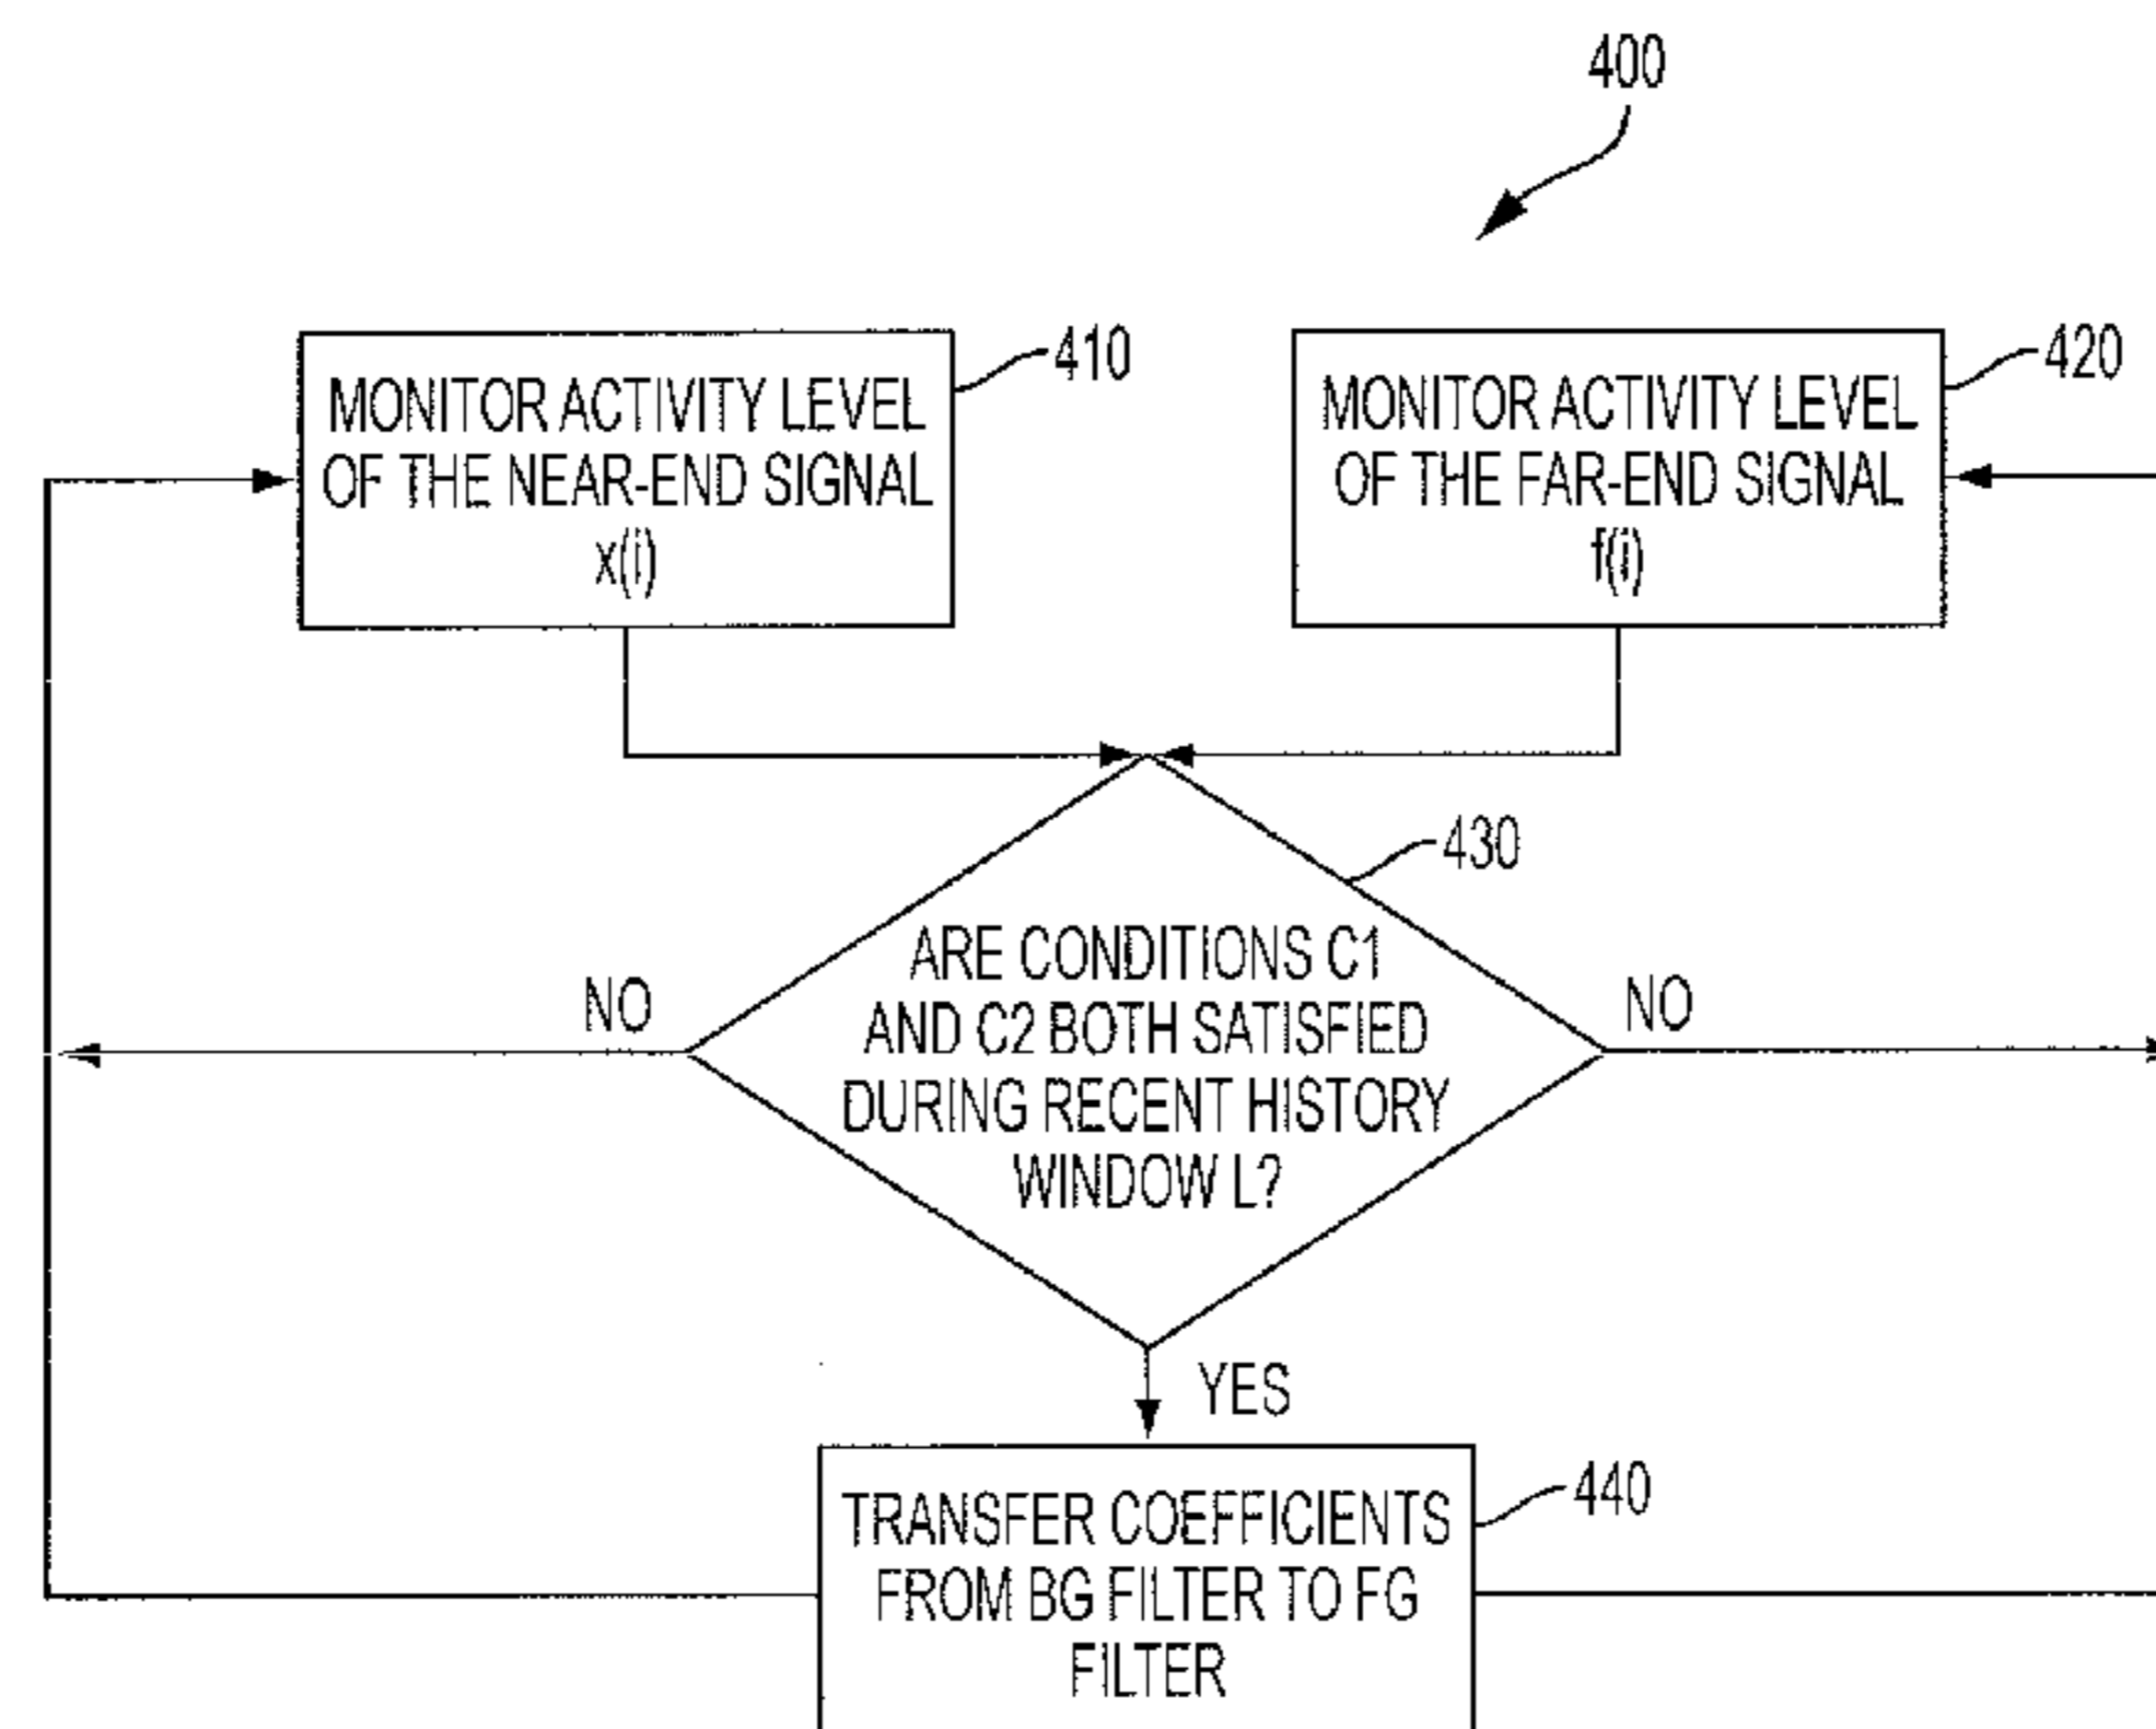 400
MONITOR ACTIVITY LEVEL
OF THE NEAR-END SIGNAL
x(i)
410
MONITOR ACTIVITY LEVEL
OF THE FAR-END SIGNAL
f(i)
420
430
ARE CONDITIONS C1
AND C2 BOTH SATISFIED
DURING RECENT HISTORY
WINDOW L?
NO
NO
YES
TRANSFER COEFFICIENTS
FROM BG FILTER TO FG
FILTER
440